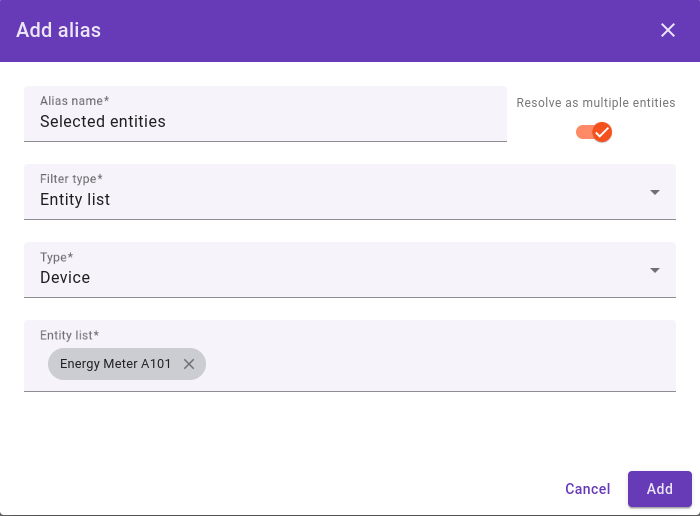 Add alias
Alias name*
Selected entities
Resolve as multiple entities
Filter type*
Entity list
Type*
Device
Entity list*
Energy Meter A101
Cancel
Add